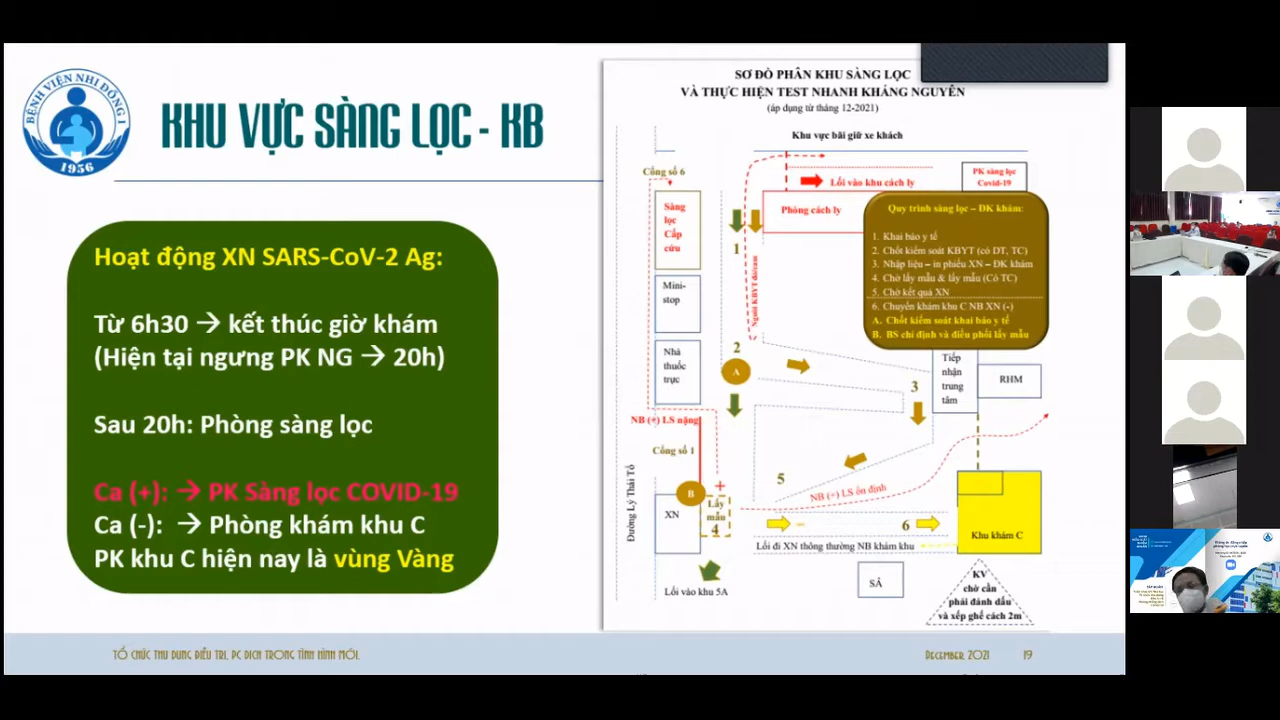 BỆNH VIỆN NHI ĐỒNG 1
1956
KHU VỰC SÀNG LỌC - KB
Hoạt động XN SARS-CoV-2 Ag:
Từ 6h30 → kết thúc giờ khám
(Hiện tại ngưng PK NG → 20h)
Sau 20h: Phòng sàng lọc
Ca (+): → PK Sàng lọc COVID-19
Ca (-): → Phòng khám khu C
PK khu C hiện nay là vùng Vàng
SƠ ĐỒ PHÂN KHU SÀNG LỌC
VÀ THỰC HIỆN TEST NHANH KHÁNG NGUYÊN
(áp dụng từ tháng 12-2021)
Khu vực bãi giữ xe khách
Cổng số 6
Lối vào khu cách ly
PK sàng lọc
Covid-19
Sàng
lọc
Cấp
cứu
Phòng cách ly
1
Người KBYT
Quy trình sàng lọc – ĐK khám:
1. Khai báo y tế
2. Chốt kiểm soát KBYT (có DT, TC)
3. Nhập liệu – in phiếu XN – ĐK khám
4. Chờ lấy mẫu & lấy mẫu (Có TC)
5. Chờ kết quả XN
6. Chuyển khám khu C NB XN (-)
A. Chốt kiểm soát khai báo y tế
B. BS chỉ định và điều phối lấy mẫu
Mini-
stop
Nhà
thuốc
trực
2
A
3
Tiếp
nhận
trung
tâm
RHM
NB (+) LS nặng
Cổng số 1
Đường Lý Thái Tổ
B
XN
Lấy
mẫu
4
5
NB (+) LS ổn định
6
Khu khám C
Lối đi XN thông thường NB khám khu
Lối vào khu 5A
SÂ
KV
chờ cần
phải đánh dấu
và xếp ghế cách 2m
TỔ CHỨC THU DUNG ĐIỀU TRỊ, PC DỊCH TRONG TÌNH HÌNH MỚI.
December 2021
19